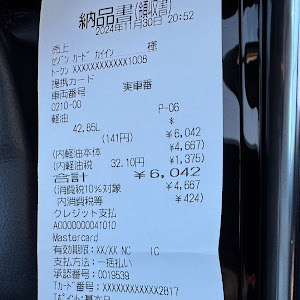 納品書(領収書)
2024年11月30日 20:52
売上 様
セゾン カード カイイン
トークン XXXXXXXXXXXX1008
提携カード
車両番号 実車番
0210-00 P-06
軽油 *
42.85L
(141円) ¥6,042
(内軽油本体 ¥4,667)
(内軽油税 32.10円 ¥1,375)
合計 ¥6,042
(消費税10%対象 ¥4,667
内消費税等 ¥424)
クレジット支払
A0000000041010
Mastercard
有効期限:XX/XX NC IC
支払方法:一括払い
承認番号:0019539
Tカード番号:XXXXXXXXXXXX2817